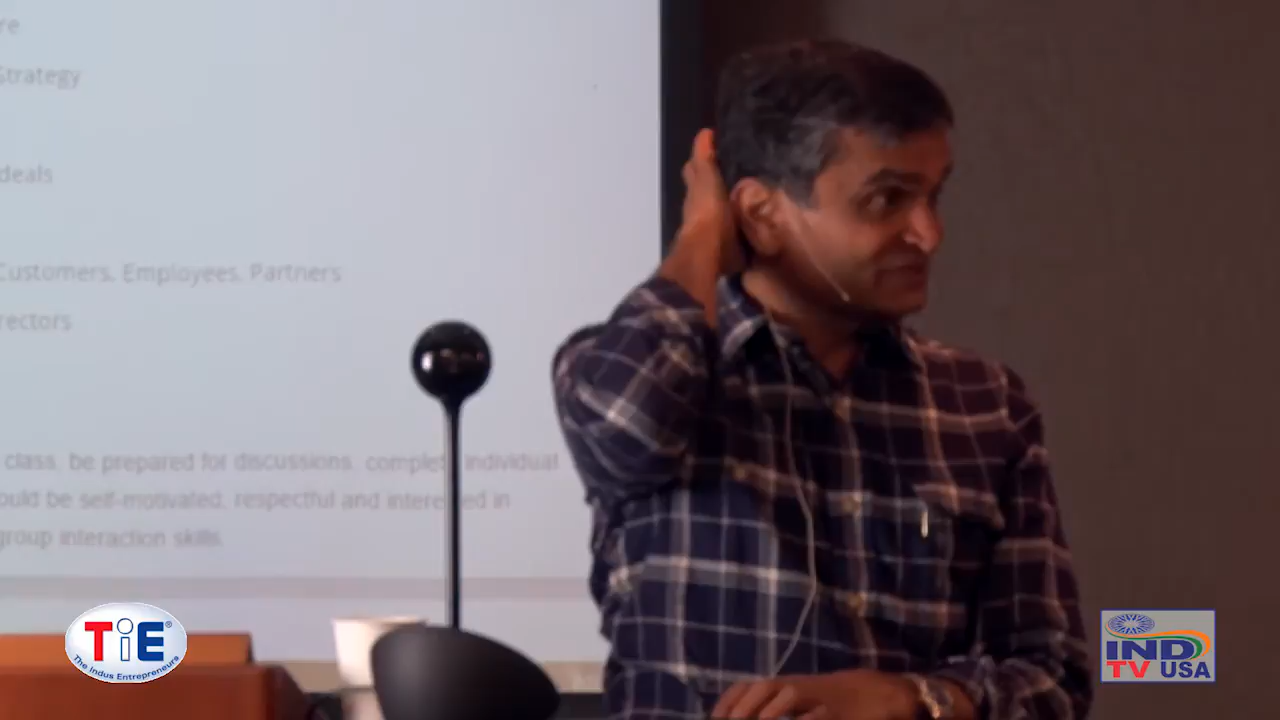 re
Strategy
deals
Customers, Employees, Partners
rectors
class, be prepared for discussions, complet individual
ould be self-motivated, respectful and interested in
group interaction skills
TiE®
The Indus Entrepreneurs
IND
TV USA